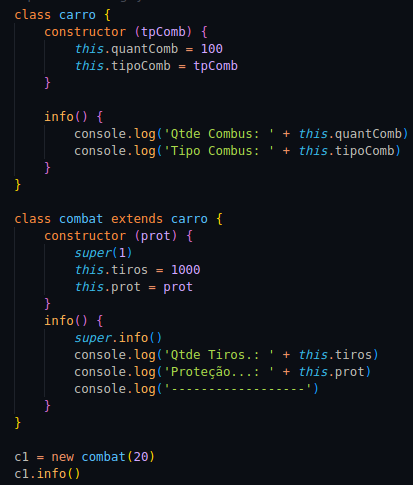 class carro {
    constructor (tpComb) {
        this.quantComb = 100
        this.tipoComb = tpComb
    }

    info() {
        console.log('Qtde Combus: ' + this.quantComb)
        console.log('Tipo Combus: ' + this.tipoComb)
    }
}

class combat extends carro {
    constructor (prot) {
        super(1)
        this.tiros = 1000
        this.prot = prot
    }
    info() {
        super.info()
        console.log('Qtde Tiros.: ' + this.tiros)
        console.log('Proteção...: ' + this.prot)
        console.log('------------------')
    }
}

c1 = new combat(20)
c1.info()